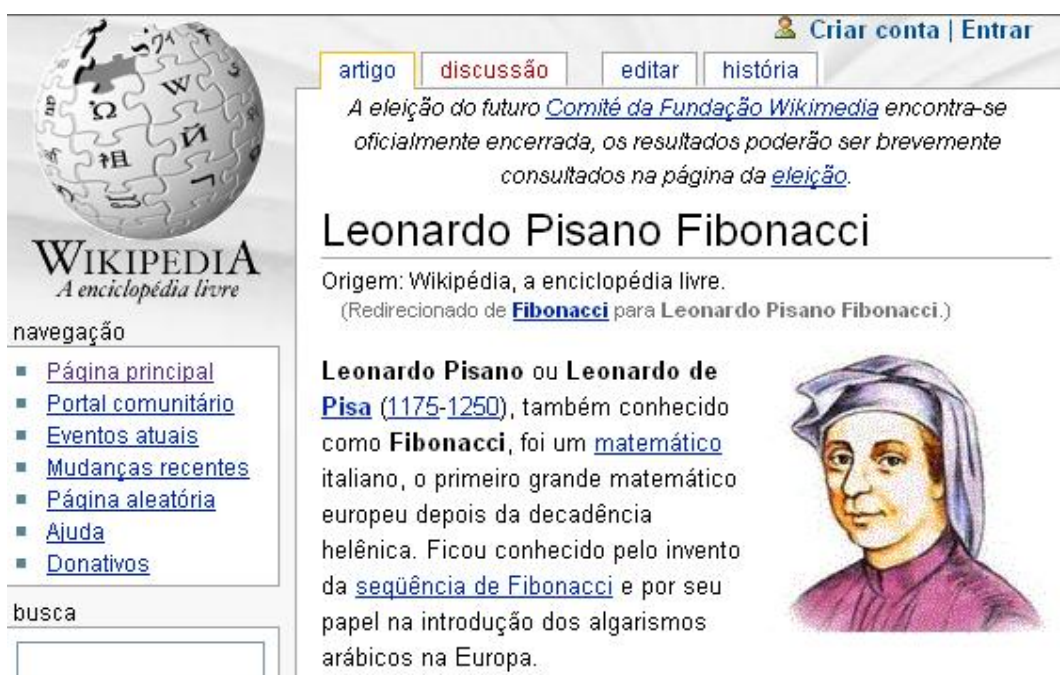 Criar conta | Entrar
artigo discussão editar história
A eleição do futuro Comité da Fundação Wikimedia encontra-se
oficialmente encerrada, os resultados poderão ser brevemente
consultados na página da eleição.
Leonardo Pisano Fibonacci
Origem: Wikipédia, a enciclopédia livre.
(Redirecionado de Fibonacci para Leonardo Pisano Fibonacci.)
Leonardo Pisano ou Leonardo de
Pisa (1175-1250), também conhecido
como Fibonacci, foi um matemático
italiano, o primeiro grande matemático
europeu depois da decadência
helênica. Ficou conhecido pelo invento
da seqüência de Fibonacci e por seu
papel na introdução dos algarismos
arábicos na Europa.
Ω
W
И
祖
WIKIPEDIA
A enciclopédia livre
navegação
Página principal
Portal comunitário
Eventos atuais
Mudanças recentes
Página aleatória
Ajuda
Donativos
busca